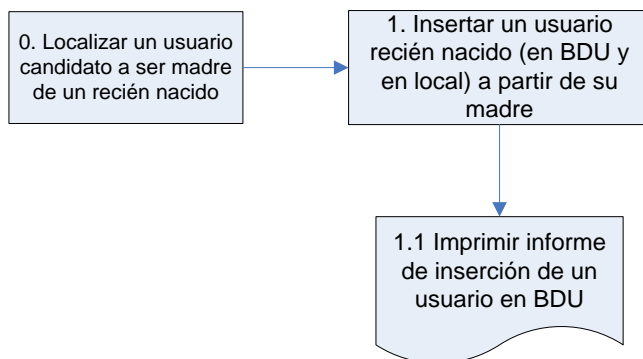 0. Localizar un usuario
candidato a ser madre
de un recién nacido
1. Insertar un usuario
recién nacido (en BDU y
en local) a partir de su
madre
1.1 Imprimir informe
de inserción de un
usuario en BDU